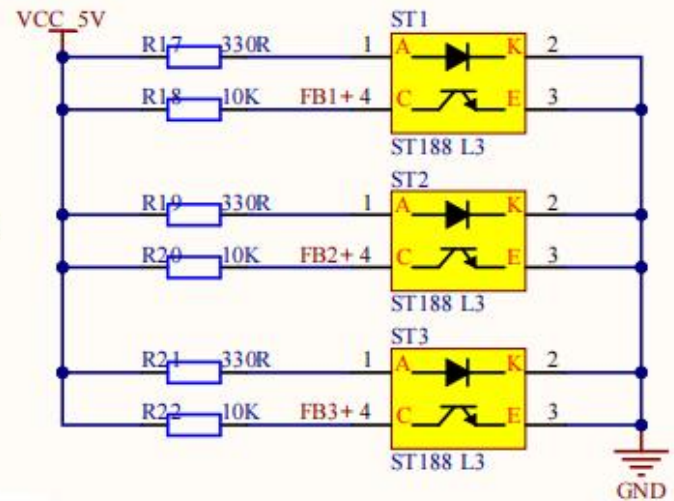 VCC_5V
ST1
R17 330R 1 A K 2
R18 10K FB1+ 4 C E 3
ST188 L3
ST2
R19 330R 1 A K 2
R20 10K FB2+ 4 C E 3
ST188 L3
ST3
R21 330R 1 A K 2
R22 10K FB3+ 4 C E 3
ST188 L3
GND